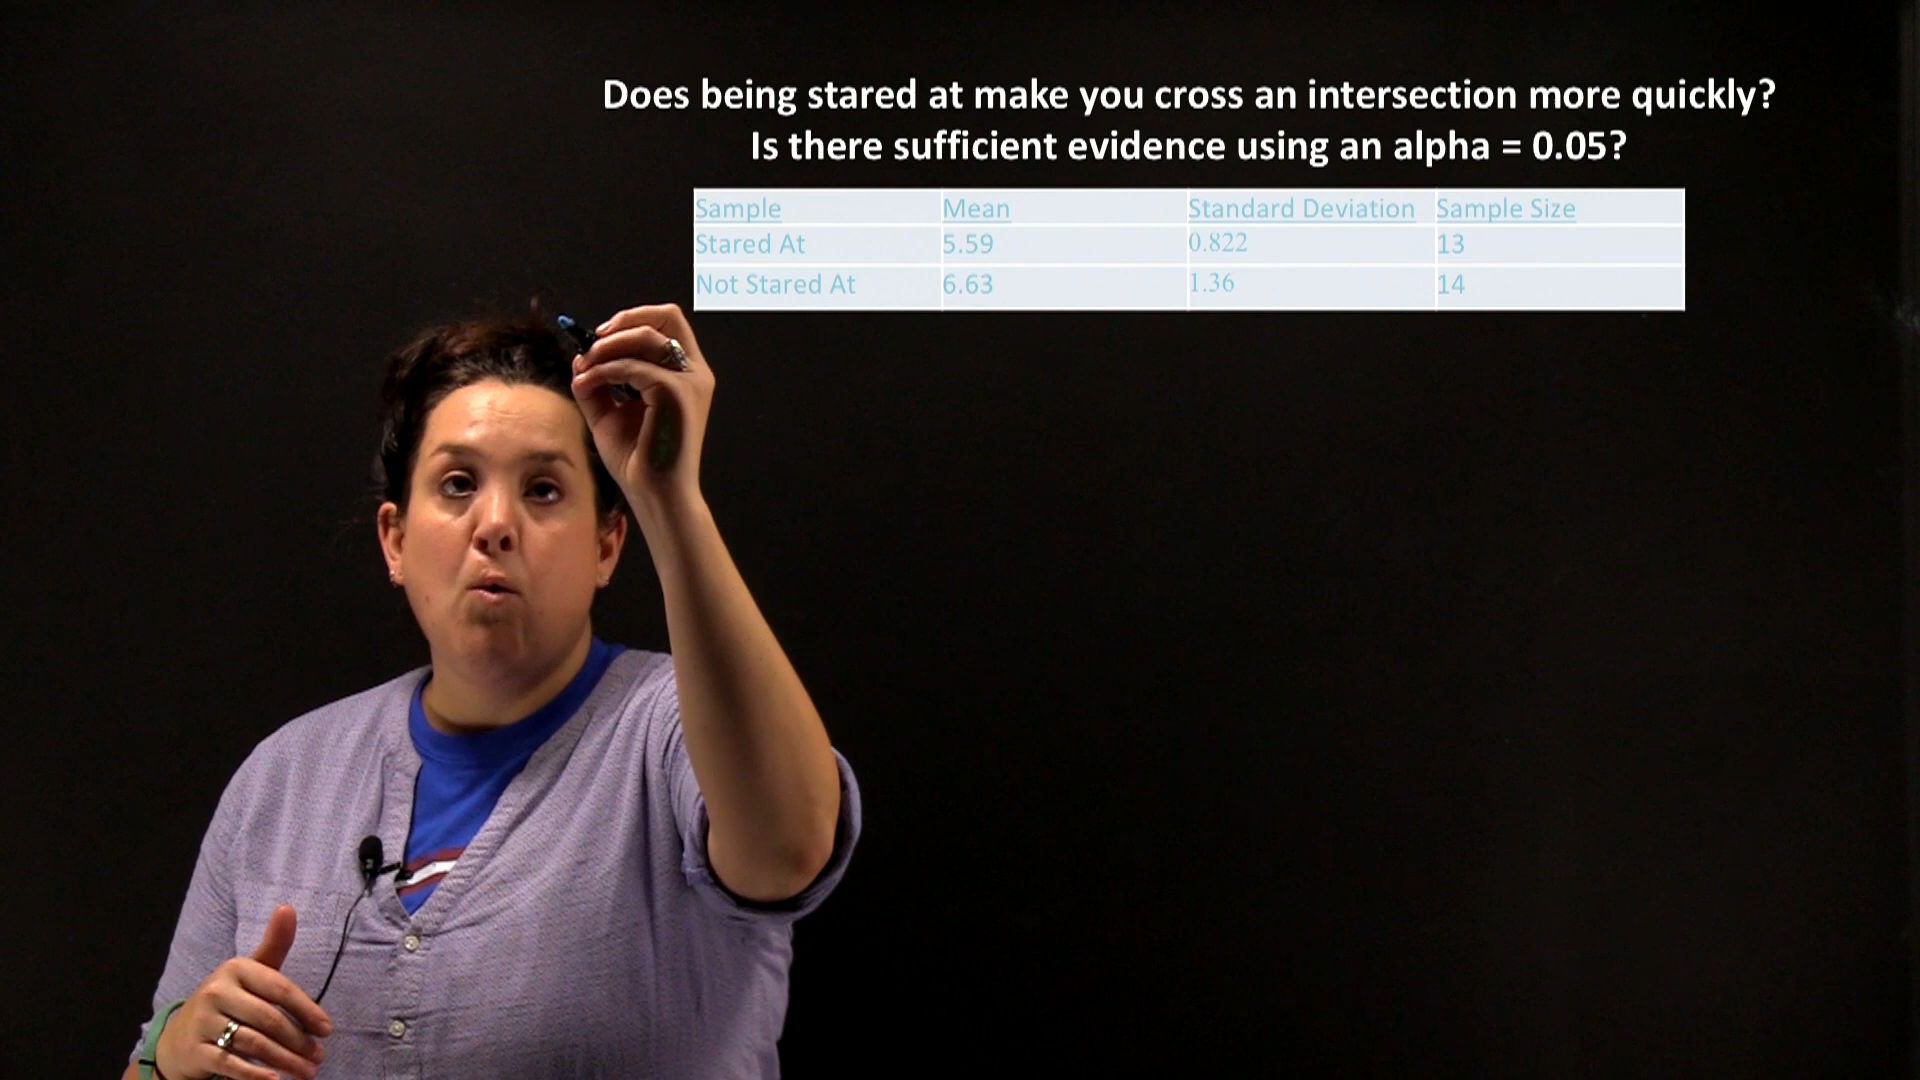 Does being stared at make you cross an intersection more quickly?
Is there sufficient evidence using an alpha = 0.05?
Sample Mean Standard Deviation Sample Size
Stared At 5.59 0.822 13
Not Stared At 6.63 1.36 14